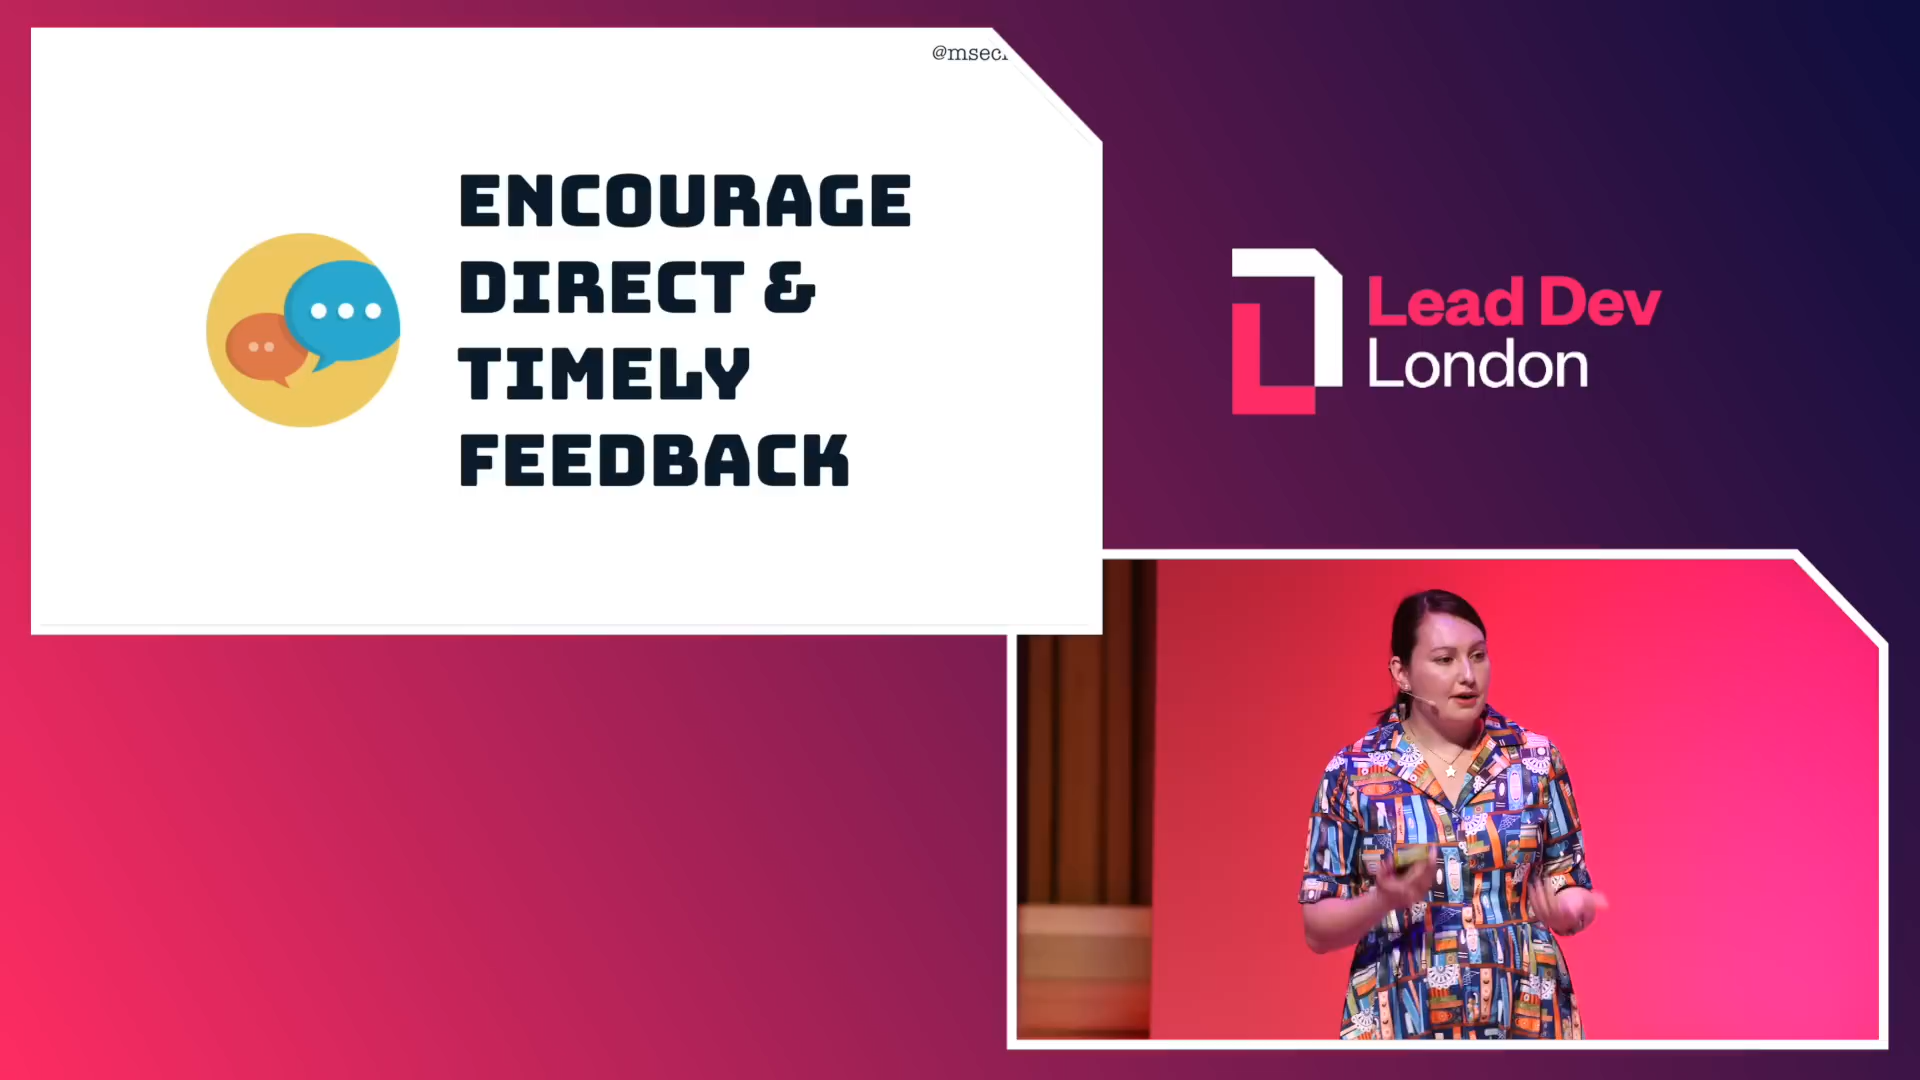 ENCOURAGE
DIRECT &
TIMELY
FEEDBACK
Lead Dev
London